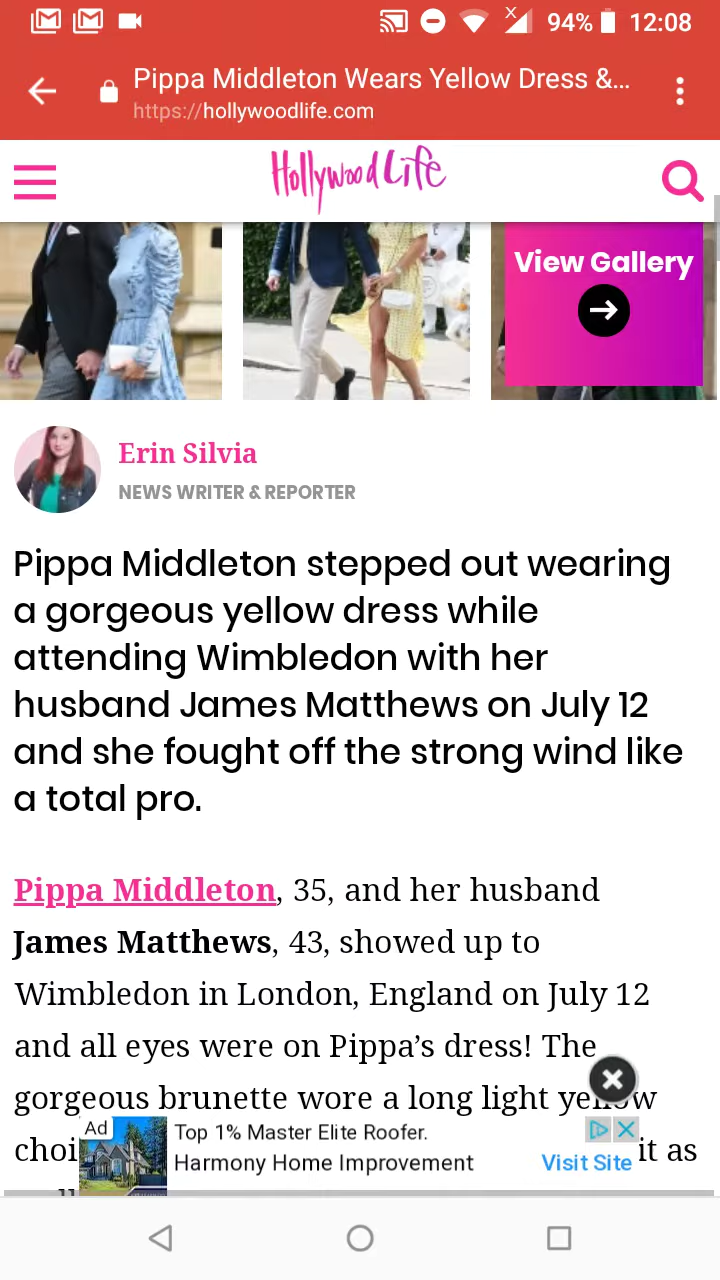 94% 12:08
Pippa Middleton Wears Yellow Dress &...
https://hollywoodlife.com
HollywoodLife
View Gallery
Erin Silvia
NEWS WRITER & REPORTER
Pippa Middleton stepped out wearing
a gorgeous yellow dress while
attending Wimbledon with her
husband James Matthews on July 12
and she fought off the strong wind like
a total pro.
Pippa Middleton, 35, and her husband
James Matthews, 43, showed up to
Wimbledon in London, England on July 12
and all eyes were on Pippa’s dress! The
gorgeous brunette wore a long light yellow
choi it as
Ad
Top 1% Master Elite Roofer.
Harmony Home Improvement
Visit Site